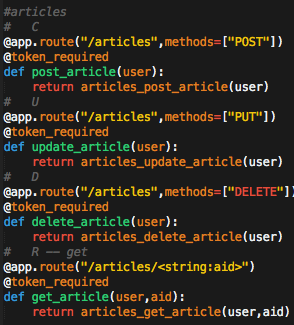 #articles
#   C
@app.route("/articles",methods=["POST"])
@token_required
def post_article(user):
    return articles_post_article(user)
#   U
@app.route("/articles",methods=["PUT"])
@token_required
def update_article(user):
    return articles_update_article(user)
#   D
@app.route("/articles",methods=["DELETE"])
@token_required
def delete_article(user):
    return articles_delete_article(user)
#   R —— get
@app.route("/articles/<string:aid>")
@token_required
def get_article(user,aid):
    return articles_get_article(user,aid)